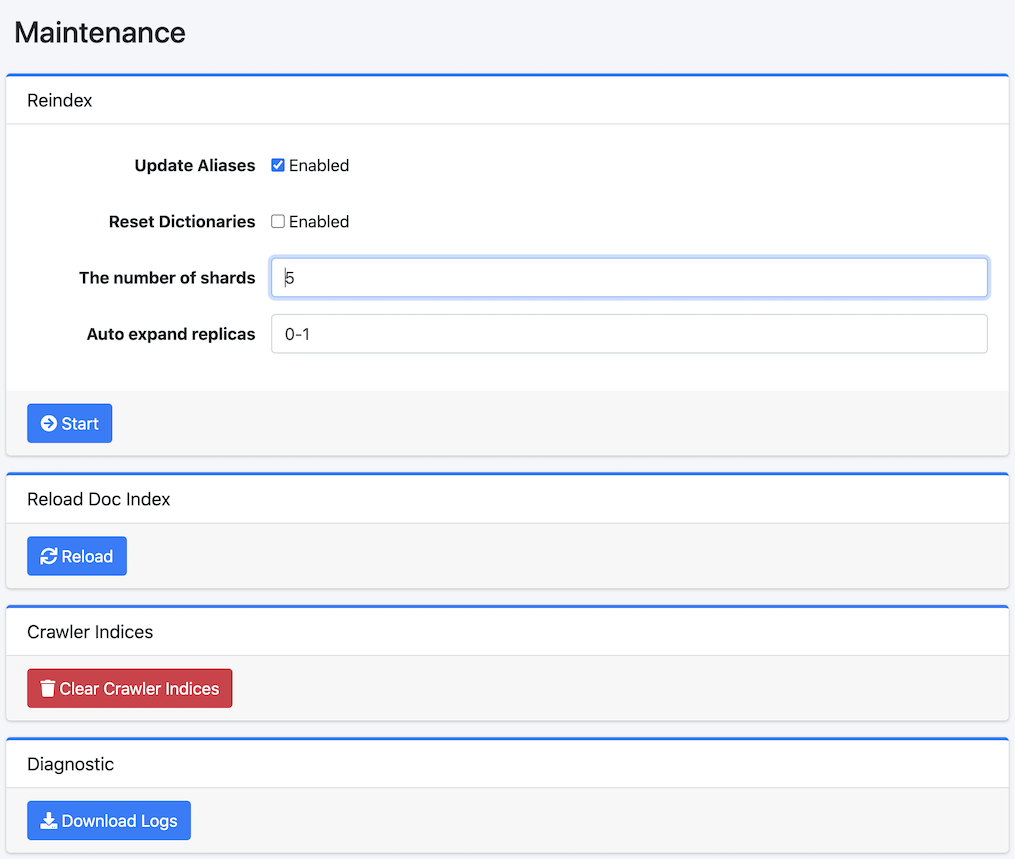 Maintenance
Reindex
Update Aliases Enabled
Reset Dictionaries Enabled
The number of shards 5
Auto expand replicas 0-1
Start
Reload Doc Index
Reload
Crawler Indices
Clear Crawler Indices
Diagnostic
Download Logs